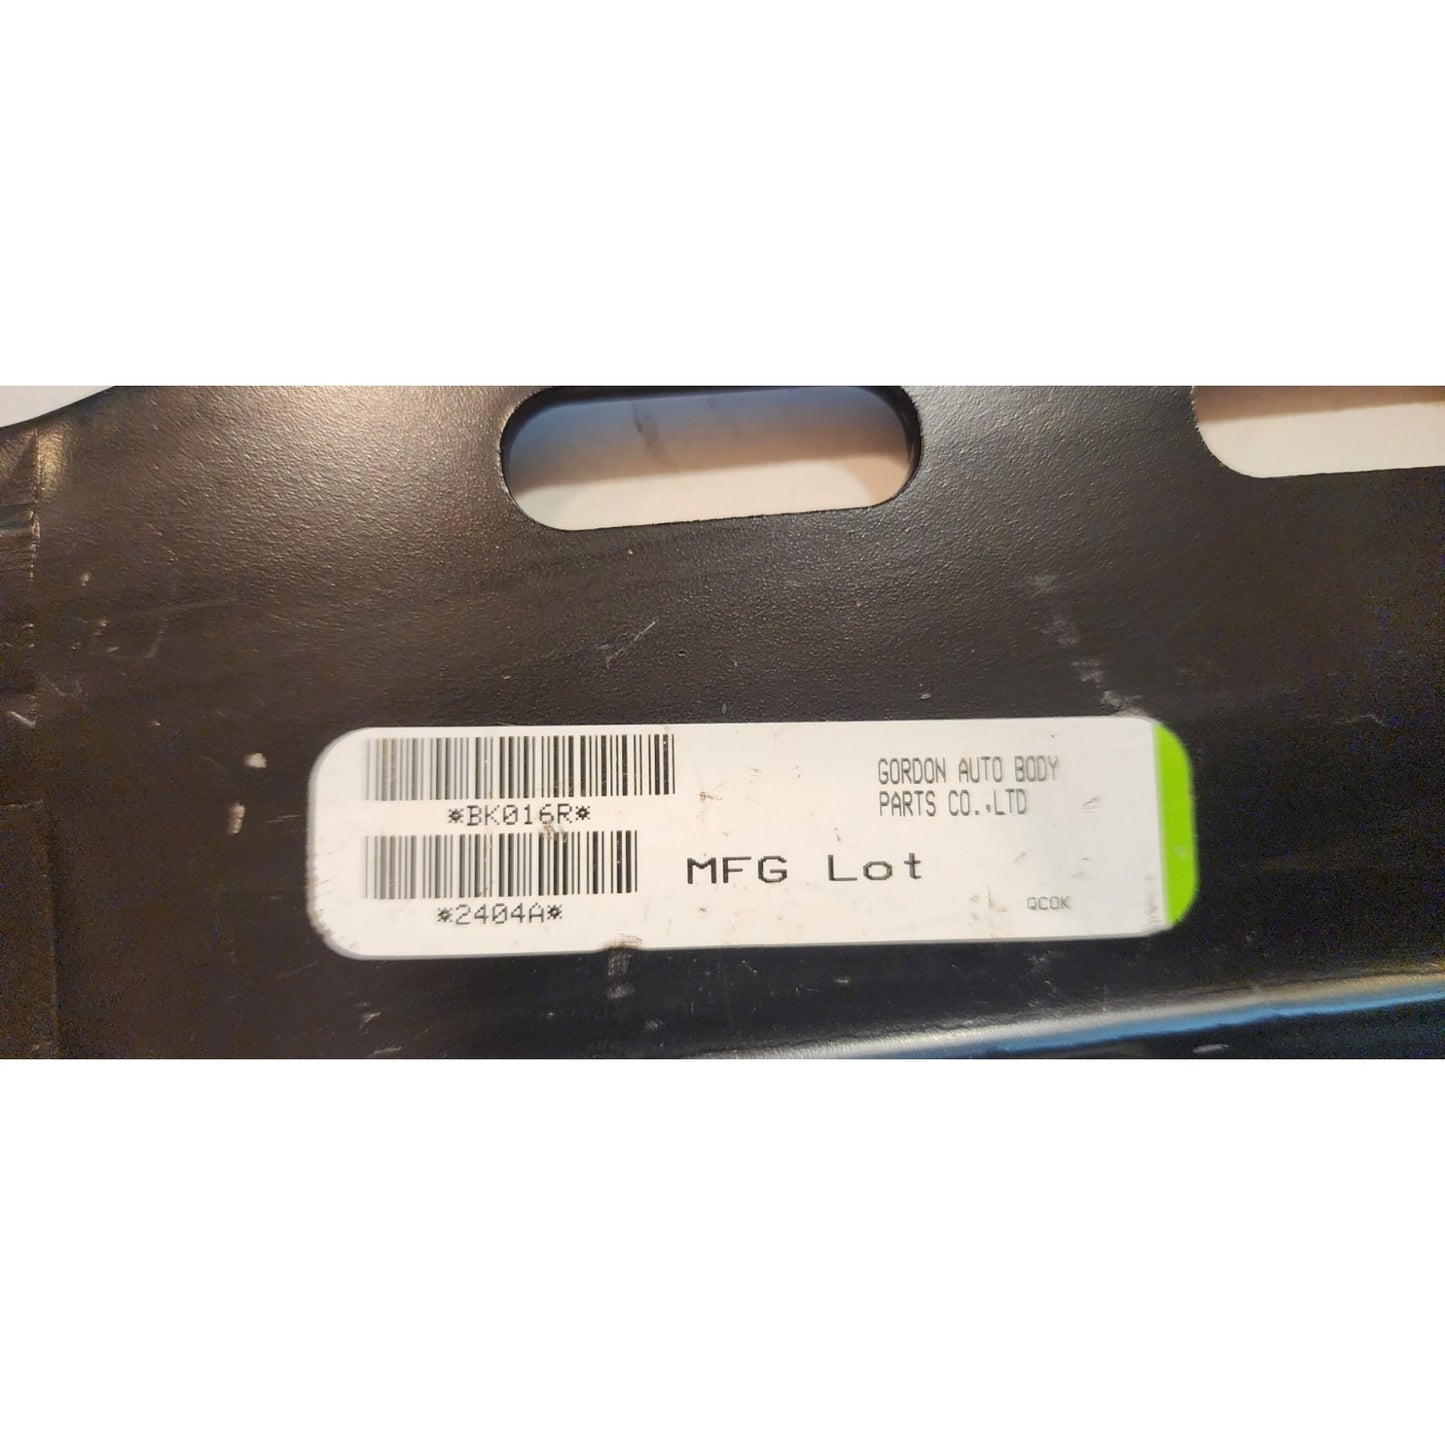 *BK016R*
*2404A*
MFG Lot
GORDON AUTO BODY
PARTS CO.,LTD
QCOK